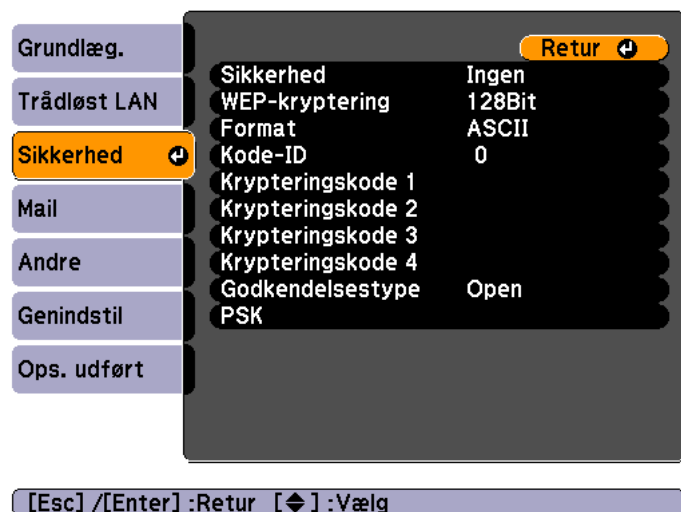 Grundlæg.
Trådløst LAN
Sikkerhed
Mail
Andre
Genindstil
Ops. udført
Retur
Sikkerhed Ingen
WEP-kryptering 128Bit
Format ASCII
Kode-ID 0
Krypteringskode 1
Krypteringskode 2
Krypteringskode 3
Krypteringskode 4
Godkendelsestype Open
PSK
[Esc] /[Enter] :Retur [◆] :Vælg